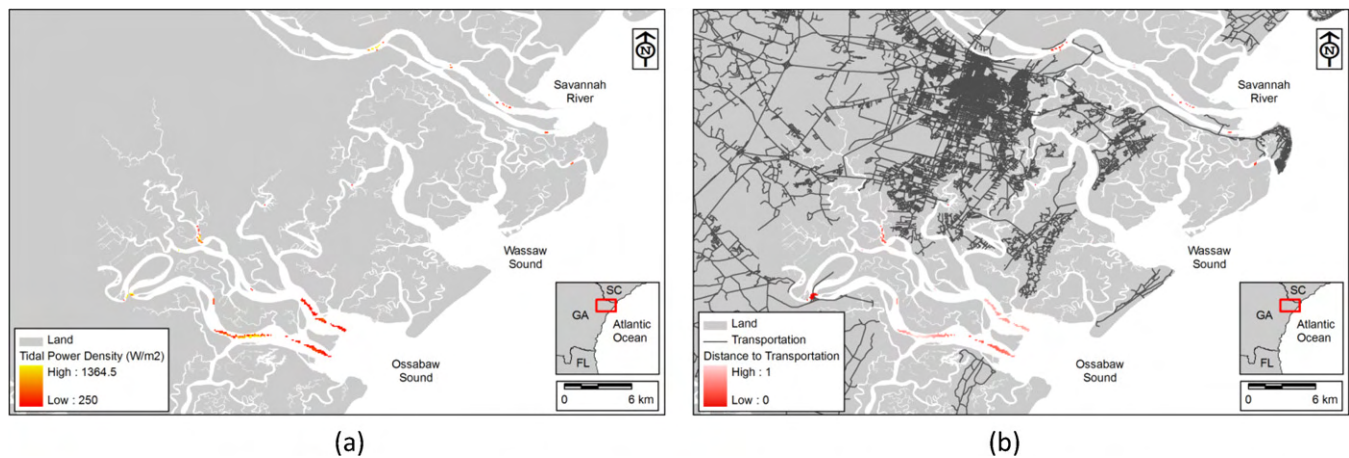 N
Savannah
River
Wassaw
Sound
Ossabaw
Sound
Land
Tidal Power Density (W/m2)
High : 1364.5
Low : 250
SC
GA
Atlantic
Ocean
FL
0 6 km
(a)
N
Savannah
River
Wassaw
Sound
Ossabaw
Sound
Land
Transportation
Distance to Transportation
High : 1
Low : 0
SC
GA
Atlantic
Ocean
FL
0 6 km
(b)